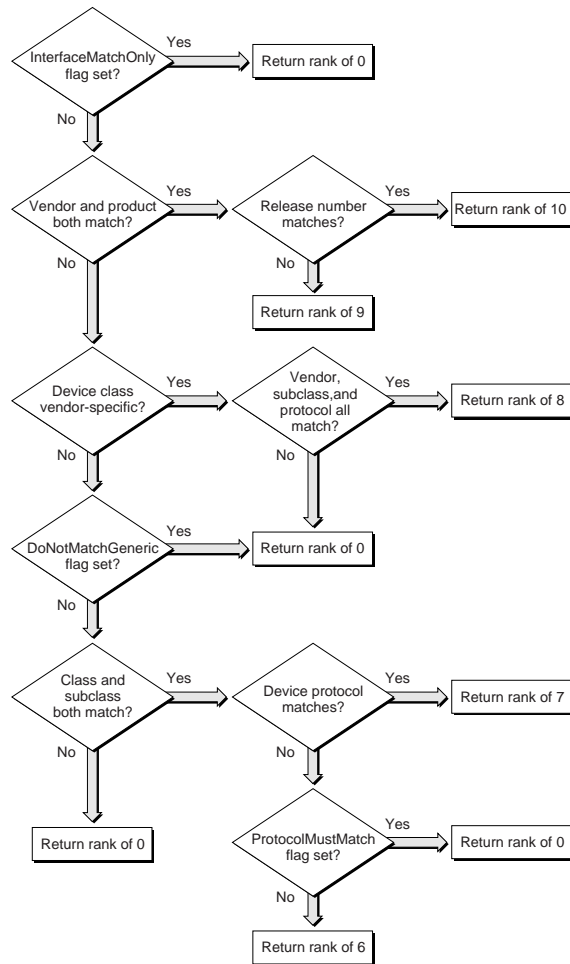 InterfaceMatchOnly
flag set?
Yes
Return rank of 0
No
Vendor and product
both match?
Yes
Release number
matches?
Yes
Return rank of 10
No
No
Return rank of 9
Device class
vendor-specific?
Yes
Vendor,
subclass,and
protocol all
match?
Yes
Return rank of 8
No
No
DoNotMatchGeneric
flag set?
Yes
Return rank of 0
No
Class and
subclass
both match?
Yes
Device protocol
matches?
Yes
Return rank of 7
No
No
Return rank of 0
ProtocolMustMatch
flag set?
Yes
Return rank of 0
No
Return rank of 6